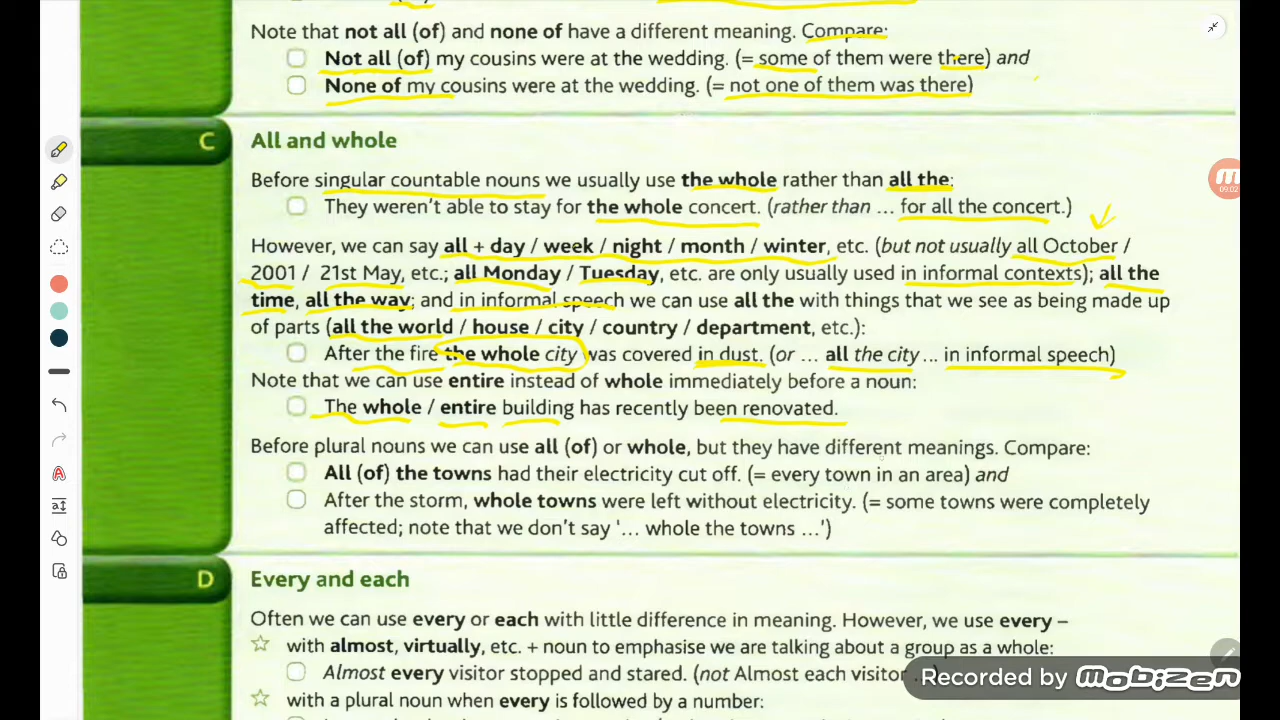 Note that not all (of) and none of have a different meaning. Compare:
Not all (of) my cousins were at the wedding. (= some of them were there) and
None of my cousins were at the wedding. (= not one of them was there)
C All and whole
Before singular countable nouns we usually use the whole rather than all the:
They weren't able to stay for the whole concert. (rather than … for all the concert.)
However, we can say all + day / week / night / month / winter, etc. (but not usually all October /
2001 / 21st May, etc.; all Monday / Tuesday, etc. are only usually used in informal contexts); all the
time, all the way; and in informal speech we can use all the with things that we see as being made up
of parts (all the world / house / city / country / department, etc.):
After the fire the whole city was covered in dust. (or … all the city … in informal speech)
Note that we can use entire instead of whole immediately before a noun:
The whole / entire building has recently been renovated.
Before plural nouns we can use all (of) or whole, but they have different meanings. Compare:
All (of) the towns had their electricity cut off. (= every town in an area) and
After the storm, whole towns were left without electricity. (= some towns were completely
affected; note that we don't say '… whole the towns …')
D Every and each
Often we can use every or each with little difference in meaning. However, we use every –
with almost, virtually, etc. + noun to emphasise we are talking about a group as a whole:
Almost every visitor stopped and stared. (not Almost each visitor
with a plural noun when every is followed by a number:
09:02
Recorded by mobizen